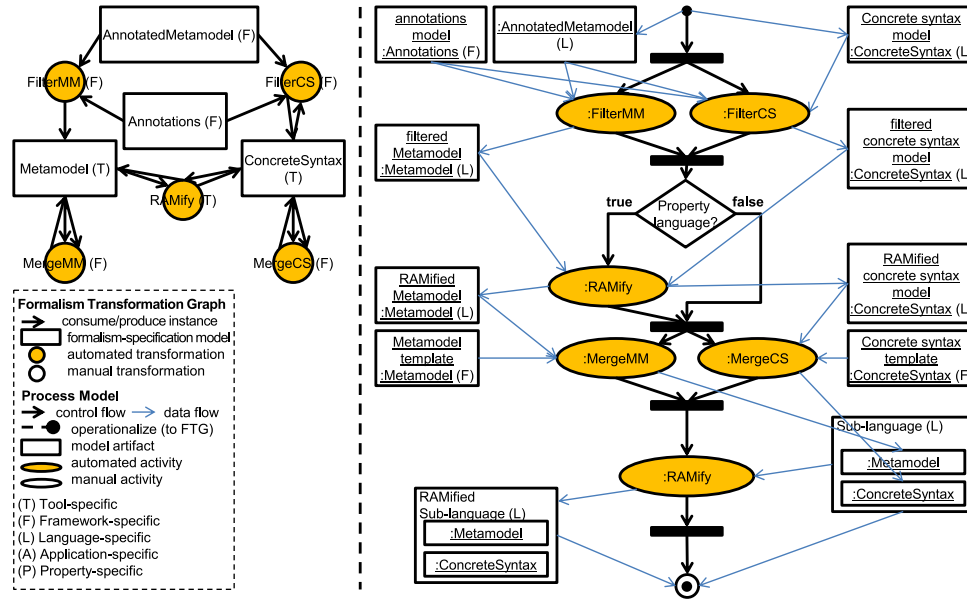 AnnotatedMetamodel (F)
FilterMM (F)
FilterCS (F)
Annotations (F)
Metamodel (T)
ConcreteSyntax
(T)
RAMify (T)
MergeMM (F)
MergeCS (F)
Formalism Transformation Graph
consume/produce instance
formalism-specification model
automated transformation
manual transformation
Process Model
control flow
data flow
operationalize (to FTG)
model artifact
automated activity
manual activity
(T) Tool-specific
(F) Framework-specific
(L) Language-specific
(A) Application-specific
(P) Property-specific
annotations
model
:Annotations (F)
:AnnotatedMetamodel
(L)
Concrete syntax
model
:ConcreteSyntax (L)
:FilterMM
:FilterCS
filtered
Metamodel
:Metamodel (L)
filtered
concrete syntax
model
:ConcreteSyntax (L)
true
Property
language?
false
:RAMify
RAMified
Metamodel
:Metamodel (L)
RAMified
concrete syntax
model
:ConcreteSyntax (L)
Metamodel
template
:Metamodel (F)
:MergeMM
:MergeCS
Concrete syntax
template
:ConcreteSyntax (F)
Sub-language (L)
:Metamodel
:ConcreteSyntax
:RAMify
RAMified
Sub-language (L)
:Metamodel
:ConcreteSyntax